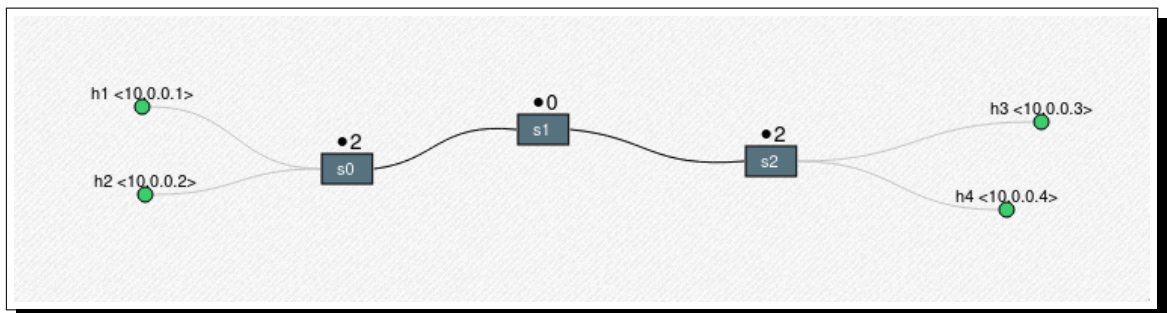 h1 <10.0.0.1>
●2
s0
h2 <10.0.0.2>
●0
s1
●2
s2
h3 <10.0.0.3>
h4 <10.0.0.4>